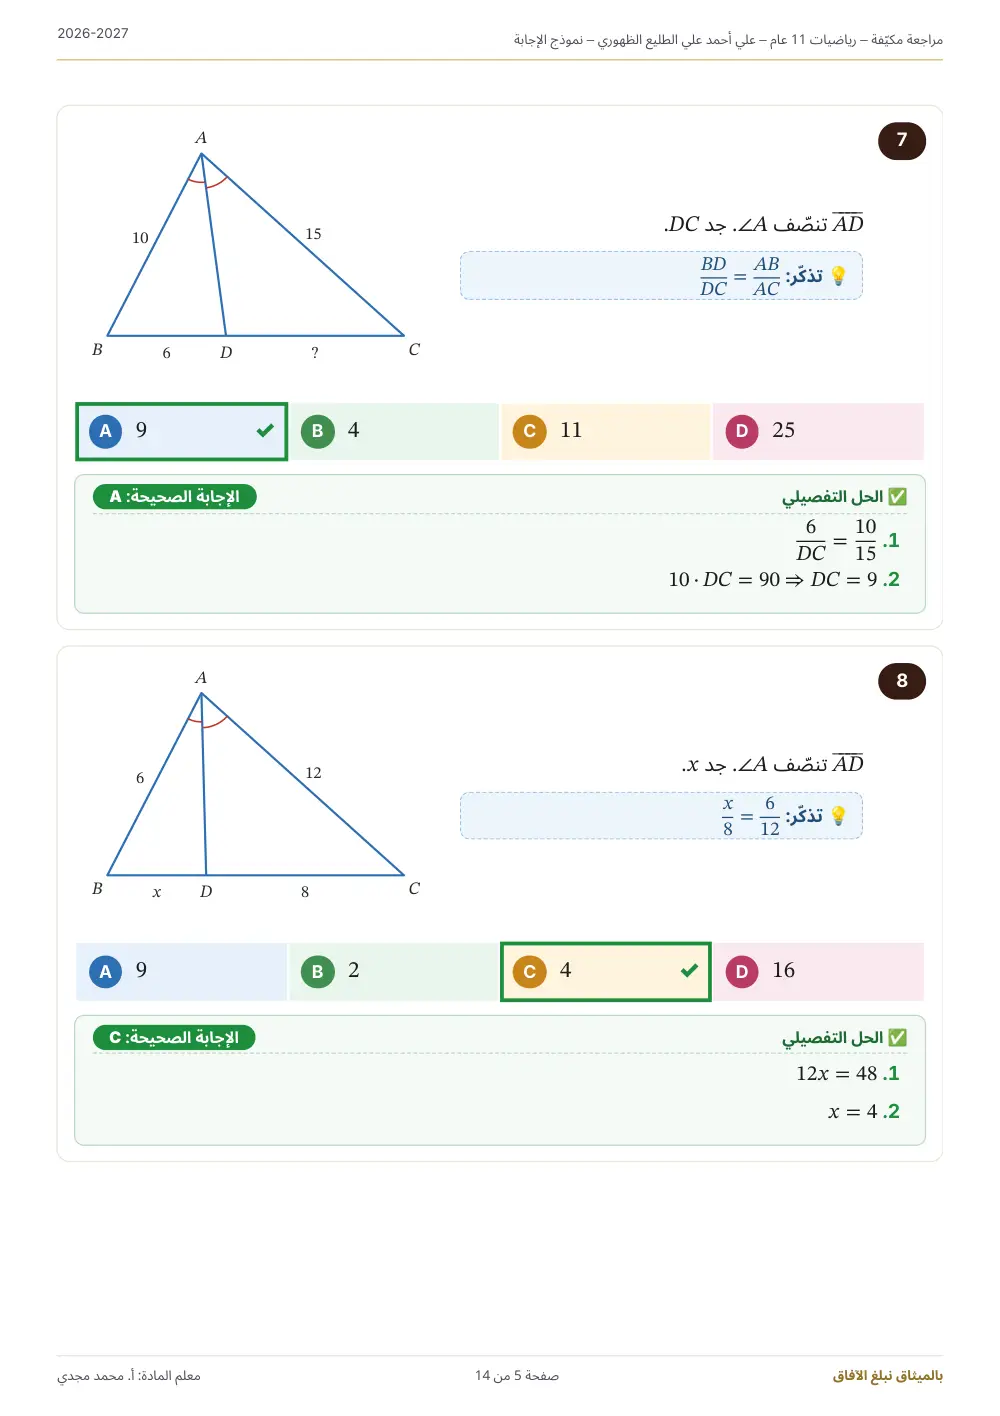 مراجعة مكيّفة – رياضيات 11 عام – علي أحمد علي الطليع الظهوري – نموذج الإجابة
2026-2027
7
AD تنصّف ∠A. جد DC.
💡 تذكّر: AB/AC = BD/DC
A
10
15
B
6
D
?
C
A 9 ✔
B 4
C 11
D 25
✅ الحل التفصيلي
الإجابة الصحيحة: A
1. 6/DC = 10/15
2. 10 · DC = 90 ⇒ DC = 9
8
AD تنصّف ∠A. جد x.
💡 تذكّر: x/8 = 6/12
A
6
12
B
x
D
8
C
A 9
B 2
C 4 ✔
D 16
✅ الحل التفصيلي
الإجابة الصحيحة: C
1. 12x = 48
2. x = 4
بالميثاق نبلغ الآفاق
صفحة 5 من 14
معلم المادة: أ. محمد مجدي